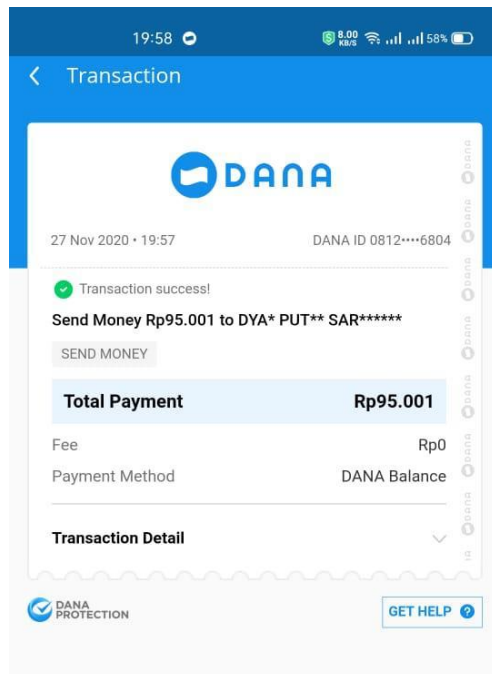 19:58
8.00 KB/S 58%
Transaction
DANA
27 Nov 2020 • 19:57 DANA ID 0812••••6804
Transaction success!
Send Money Rp95.001 to DYA* PUT** SAR******
SEND MONEY
Total Payment Rp95.001
Fee Rp0
Payment Method DANA Balance
Transaction Detail
DANA
PROTECTION
GET HELP ?